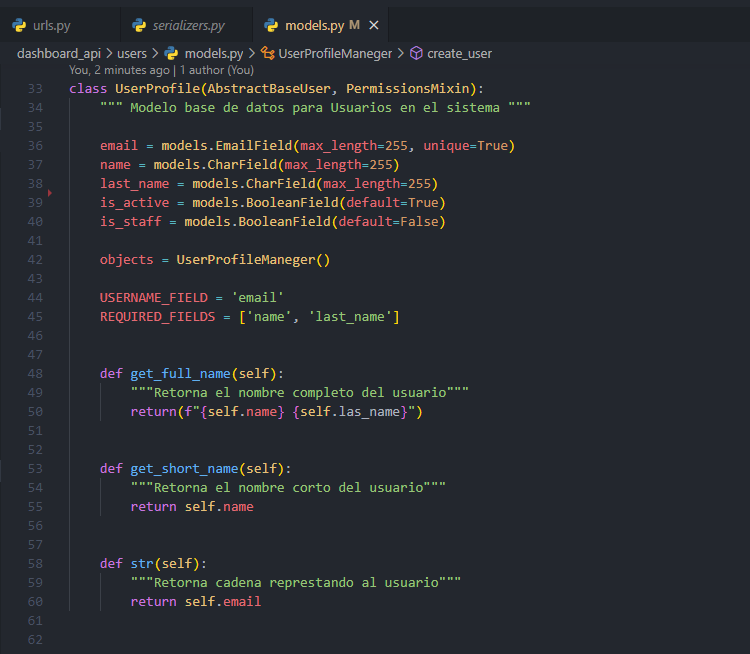 urls.py serializers.py models.py M
dashboard_api > users > models.py > UserProfileManeger > create_user
You, 2 minutes ago | 1 author (You)
33 class UserProfile(AbstractBaseUser, PermissionsMixin):
34 """ Modelo base de datos para Usuarios en el sistema """
35
36 email = models.EmailField(max_length=255, unique=True)
37 name = models.CharField(max_length=255)
38 last_name = models.CharField(max_length=255)
39 is_active = models.BooleanField(default=True)
40 is_staff = models.BooleanField(default=False)
41
42 objects = UserProfileManeger()
43
44 USERNAME_FIELD = 'email'
45 REQUIRED_FIELDS = ['name', 'last_name']
46
47
48 def get_full_name(self):
49 """Retorna el nombre completo del usuario"""
50 return(f"{self.name} {self.las_name}")
51
52
53 def get_short_name(self):
54 """Retorna el nombre corto del usuario"""
55 return self.name
56
57
58 def str(self):
59 """Retorna cadena represtando al usuario"""
60 return self.email
61
62